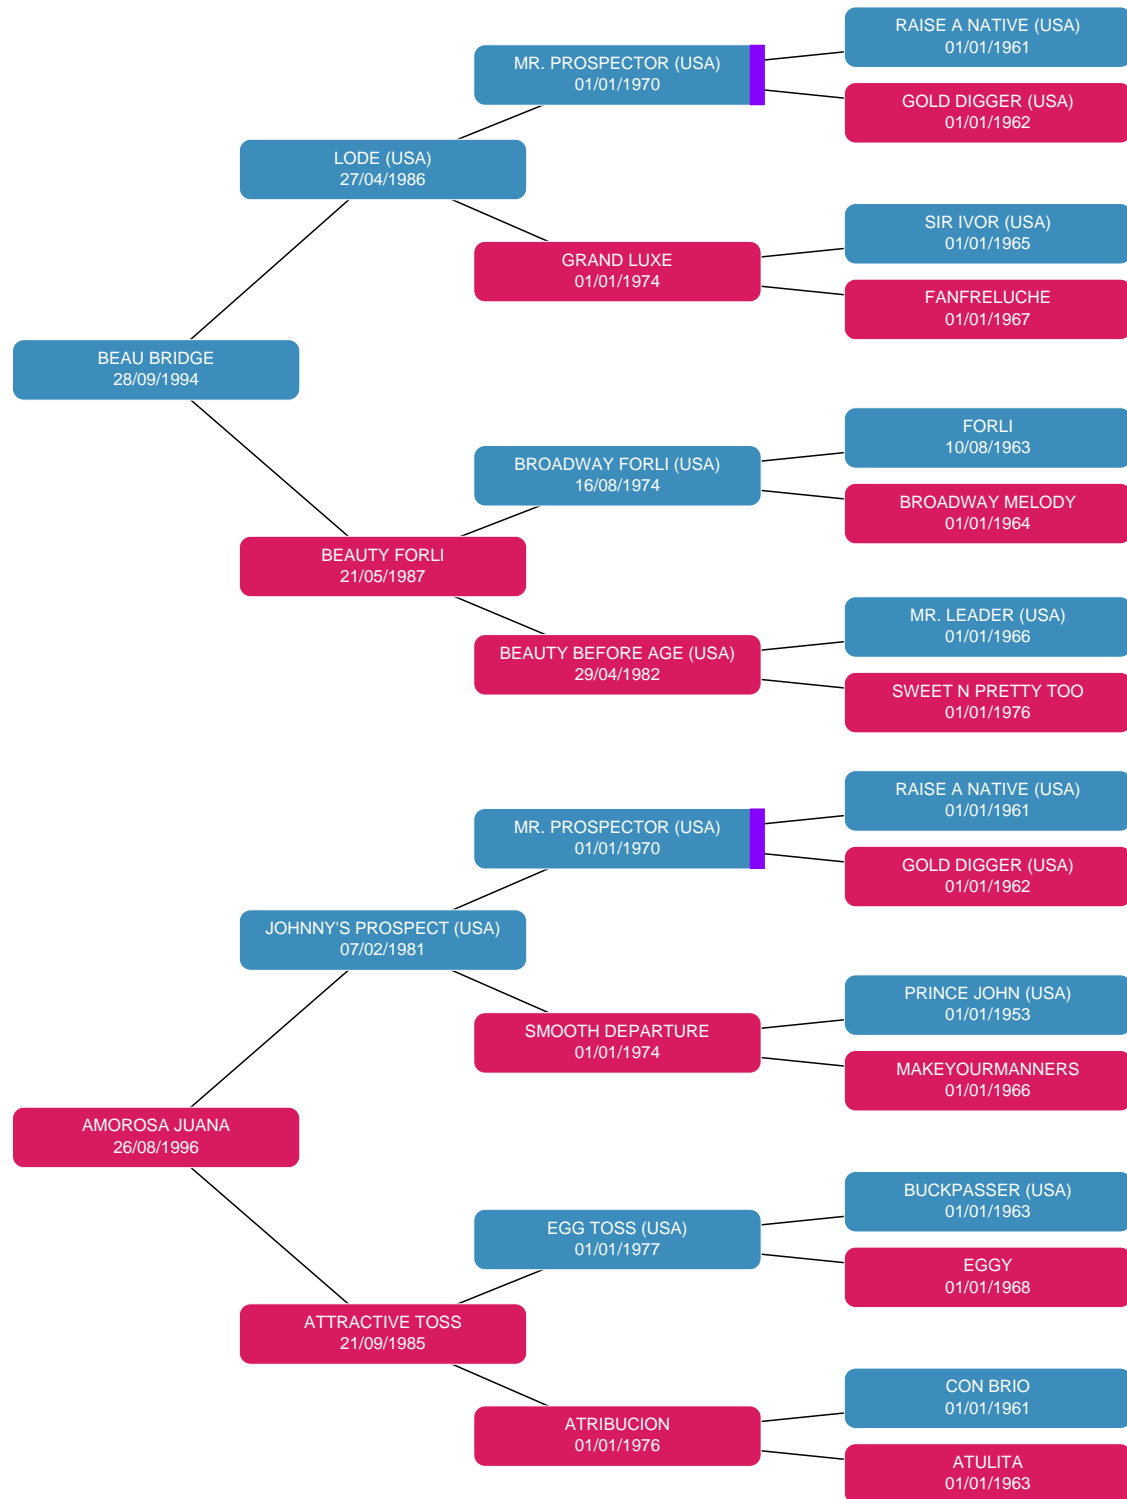 RAISE A NATIVE (USA)
01/01/1961
MR. PROSPECTOR (USA)
01/01/1970
GOLD DIGGER (USA)
01/01/1962
LODE (USA)
27/04/1986
SIR IVOR (USA)
01/01/1965
GRAND LUXE
01/01/1974
FANFRELUCHE
01/01/1967
BEAU BRIDGE
28/09/1994
FORLI
10/08/1963
BROADWAY FORLI (USA)
16/08/1974
BROADWAY MELODY
01/01/1964
BEAUTY FORLI
21/05/1987
MR. LEADER (USA)
01/01/1966
BEAUTY BEFORE AGE (USA)
29/04/1982
SWEET N PRETTY TOO
01/01/1976
RAISE A NATIVE (USA)
01/01/1961
MR. PROSPECTOR (USA)
01/01/1970
GOLD DIGGER (USA)
01/01/1962
JOHNNY'S PROSPECT (USA)
07/02/1981
PRINCE JOHN (USA)
01/01/1953
SMOOTH DEPARTURE
01/01/1974
MAKEYOURMANNERS
01/01/1966
AMOROSA JUANA
26/08/1996
BUCKPASSER (USA)
01/01/1963
EGG TOSS (USA)
01/01/1977
EGGY
01/01/1968
ATTRACTIVE TOSS
21/09/1985
CON BRIO
01/01/1961
ATRIBUCION
01/01/1976
ATULITA
01/01/1963